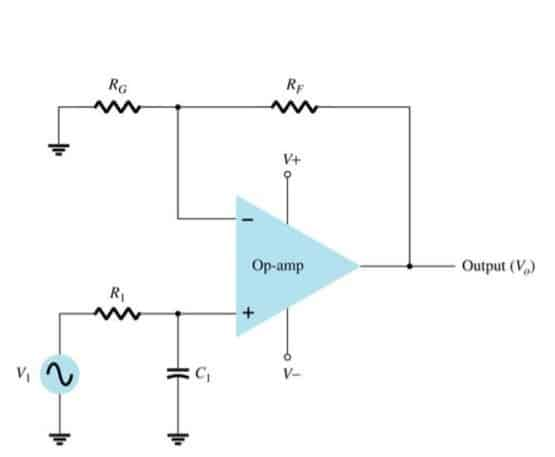 R_G
R_F
V+
−
Op-amp
Output (V_o)
R_1
+
V_1
C_1
V−